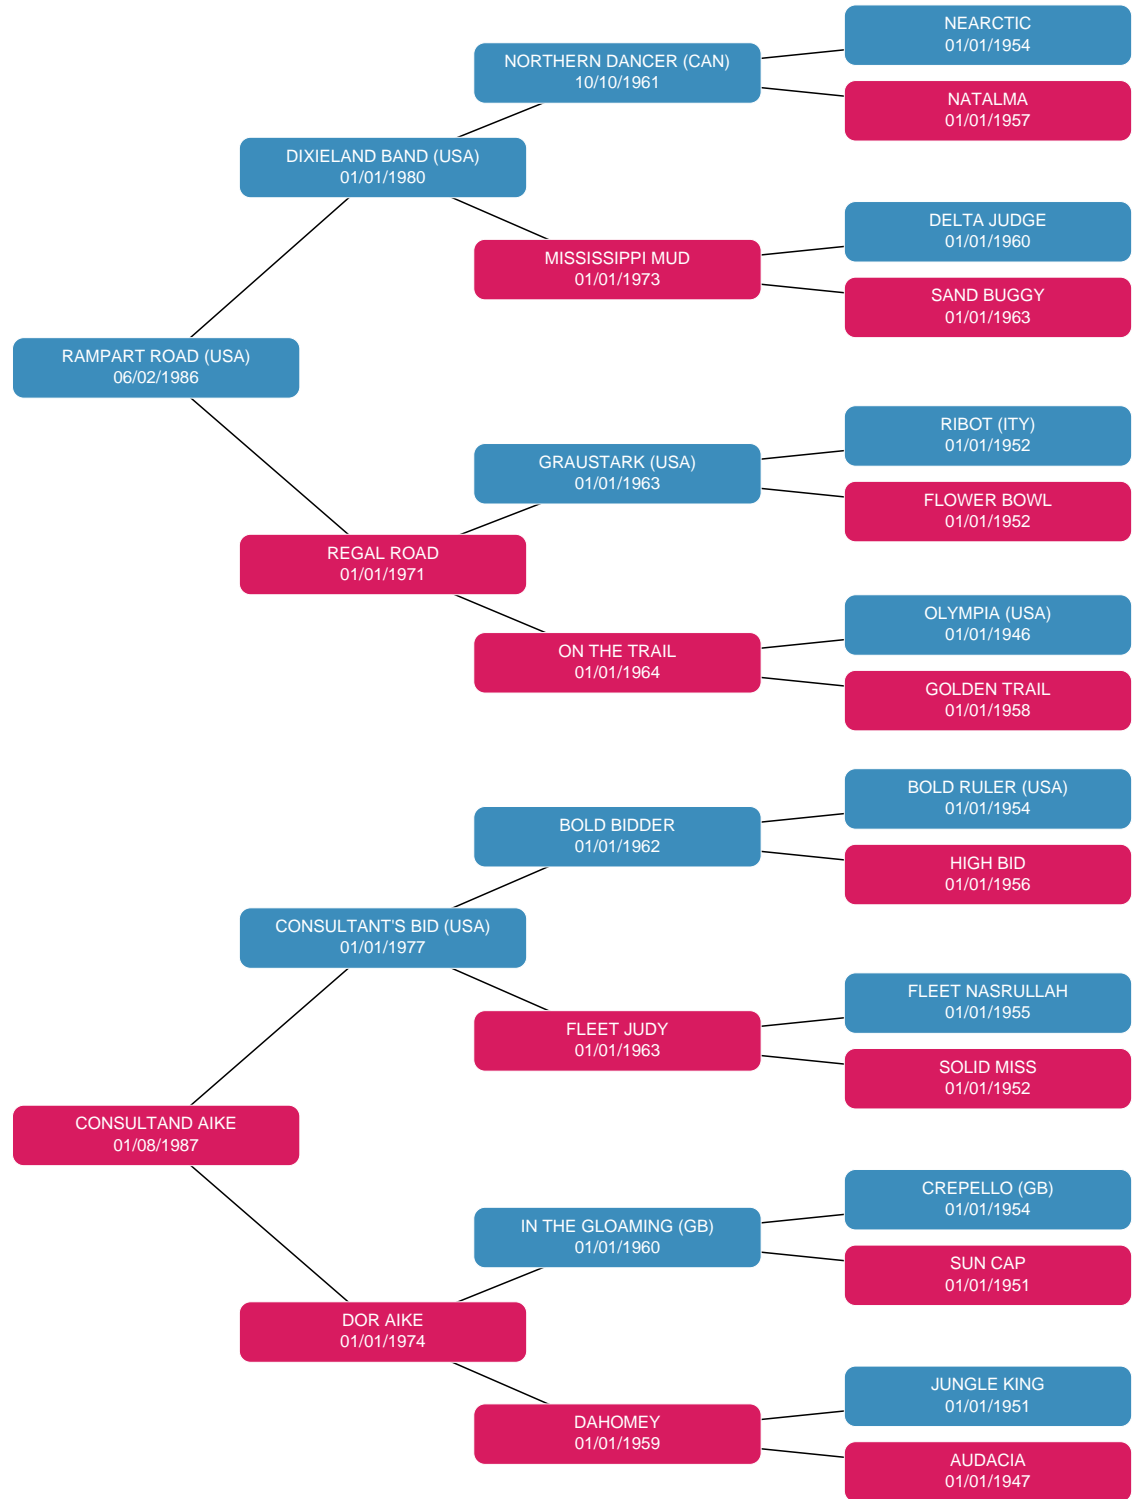 NEARCTIC
01/01/1954
NORTHERN DANCER (CAN)
10/10/1961
NATALMA
01/01/1957
DIXIELAND BAND (USA)
01/01/1980
DELTA JUDGE
01/01/1960
MISSISSIPPI MUD
01/01/1973
SAND BUGGY
01/01/1963
RAMPART ROAD (USA)
06/02/1986
RIBOT (ITY)
01/01/1952
GRAUSTARK (USA)
01/01/1963
FLOWER BOWL
01/01/1952
REGAL ROAD
01/01/1971
OLYMPIA (USA)
01/01/1946
ON THE TRAIL
01/01/1964
GOLDEN TRAIL
01/01/1958
BOLD RULER (USA)
01/01/1954
BOLD BIDDER
01/01/1962
HIGH BID
01/01/1956
CONSULTANT'S BID (USA)
01/01/1977
FLEET NASRULLAH
01/01/1955
FLEET JUDY
01/01/1963
SOLID MISS
01/01/1952
CONSULTAND AIKE
01/08/1987
CREPELLO (GB)
01/01/1954
IN THE GLOAMING (GB)
01/01/1960
SUN CAP
01/01/1951
DOR AIKE
01/01/1974
JUNGLE KING
01/01/1951
DAHOMEY
01/01/1959
AUDACIA
01/01/1947